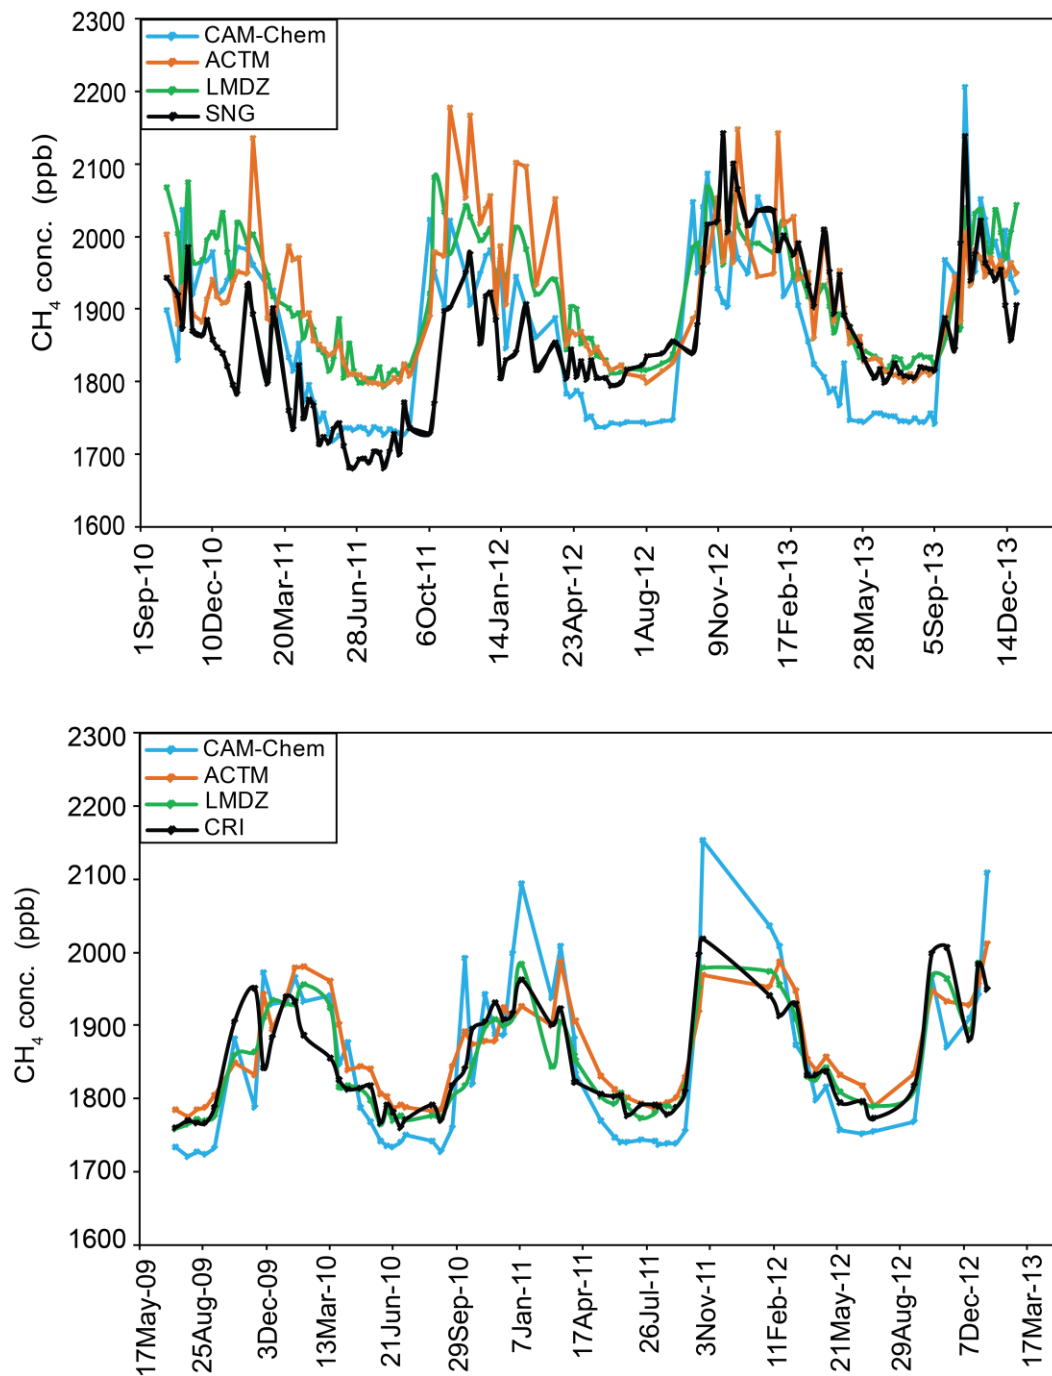 2300
2200
2100
2000
1900
1800
1700
1600
CH4 conc. (ppb)
CAM-Chem
ACTM
LMDZ
SNG
1Sep-10
10Dec-10
20Mar-11
28Jun-11
6Oct-11
14Jan-12
23Apr-12
1Aug-12
9Nov-12
17Feb-13
28May-13
5Sep-13
14Dec-13
2300
2200
2100
2000
1900
1800
1700
1600
CH4 conc. (ppb)
CAM-Chem
ACTM
LMDZ
CRI
17May-09
25Aug-09
3Dec-09
13Mar-10
21Jun-10
29Sep-10
7Jan-11
17Apr-11
26Jul-11
3Nov-11
11Feb-12
21May-12
29Aug-12
7Dec-12
17Mar-13